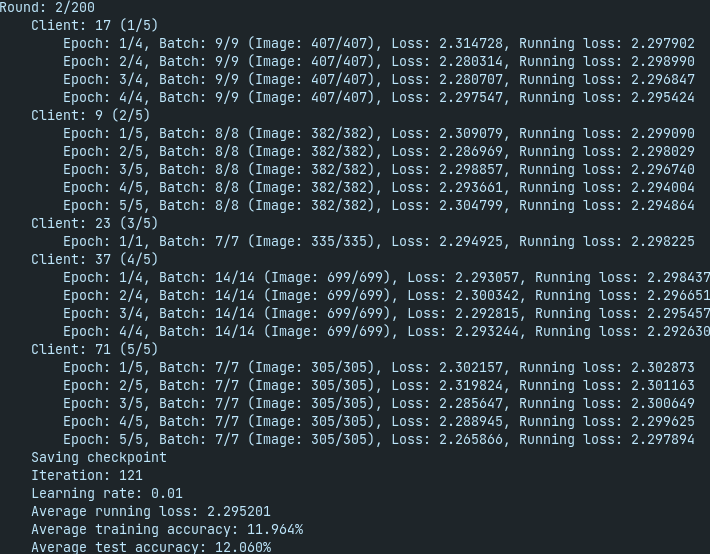 Round: 2/200
Client: 17 (1/5)
Epoch: 1/4, Batch: 9/9 (Image: 407/407), Loss: 2.314728, Running loss: 2.297902
Epoch: 2/4, Batch: 9/9 (Image: 407/407), Loss: 2.280314, Running loss: 2.298990
Epoch: 3/4, Batch: 9/9 (Image: 407/407), Loss: 2.280707, Running loss: 2.296847
Epoch: 4/4, Batch: 9/9 (Image: 407/407), Loss: 2.297547, Running loss: 2.295424
Client: 9 (2/5)
Epoch: 1/5, Batch: 8/8 (Image: 382/382), Loss: 2.309079, Running loss: 2.299090
Epoch: 2/5, Batch: 8/8 (Image: 382/382), Loss: 2.286969, Running loss: 2.298029
Epoch: 3/5, Batch: 8/8 (Image: 382/382), Loss: 2.298857, Running loss: 2.296740
Epoch: 4/5, Batch: 8/8 (Image: 382/382), Loss: 2.293661, Running loss: 2.294004
Epoch: 5/5, Batch: 8/8 (Image: 382/382), Loss: 2.304799, Running loss: 2.294864
Client: 23 (3/5)
Epoch: 1/1, Batch: 7/7 (Image: 335/335), Loss: 2.294925, Running loss: 2.298225
Client: 37 (4/5)
Epoch: 1/4, Batch: 14/14 (Image: 699/699), Loss: 2.293057, Running loss: 2.298437
Epoch: 2/4, Batch: 14/14 (Image: 699/699), Loss: 2.300342, Running loss: 2.296651
Epoch: 3/4, Batch: 14/14 (Image: 699/699), Loss: 2.292815, Running loss: 2.295457
Epoch: 4/4, Batch: 14/14 (Image: 699/699), Loss: 2.293244, Running loss: 2.292630
Client: 71 (5/5)
Epoch: 1/5, Batch: 7/7 (Image: 305/305), Loss: 2.302157, Running loss: 2.302873
Epoch: 2/5, Batch: 7/7 (Image: 305/305), Loss: 2.319824, Running loss: 2.301163
Epoch: 3/5, Batch: 7/7 (Image: 305/305), Loss: 2.285647, Running loss: 2.300649
Epoch: 4/5, Batch: 7/7 (Image: 305/305), Loss: 2.288945, Running loss: 2.299625
Epoch: 5/5, Batch: 7/7 (Image: 305/305), Loss: 2.265866, Running loss: 2.297894
Saving checkpoint
Iteration: 121
Learning rate: 0.01
Average running loss: 2.295201
Average training accuracy: 11.964%
Average test accuracy: 12.060%